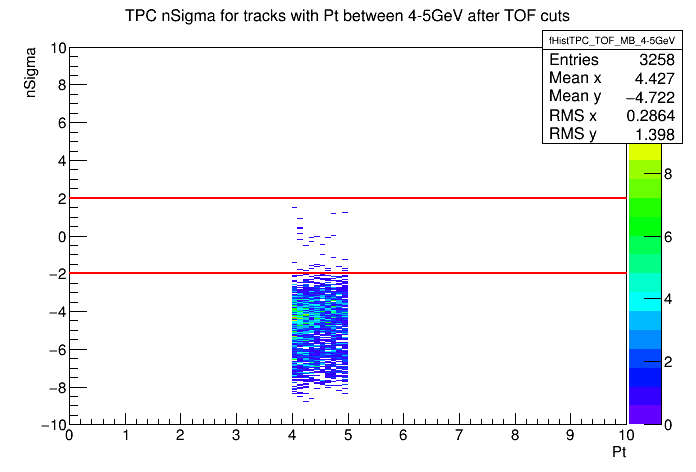 TPC nSigma for tracks with Pt between 4-5GeV after TOF cuts
fHistTPC_TOF_MB_4-5GeV
Entries 3258
Mean x 4.427
Mean y −4.722
RMS x 0.2864
RMS y 1.398
nSigma
10
8
6
4
2
0
−2
−4
−6
−8
−10
8
6
4
2
0
0 1 2 3 4 5 6 7 8 9 10
Pt